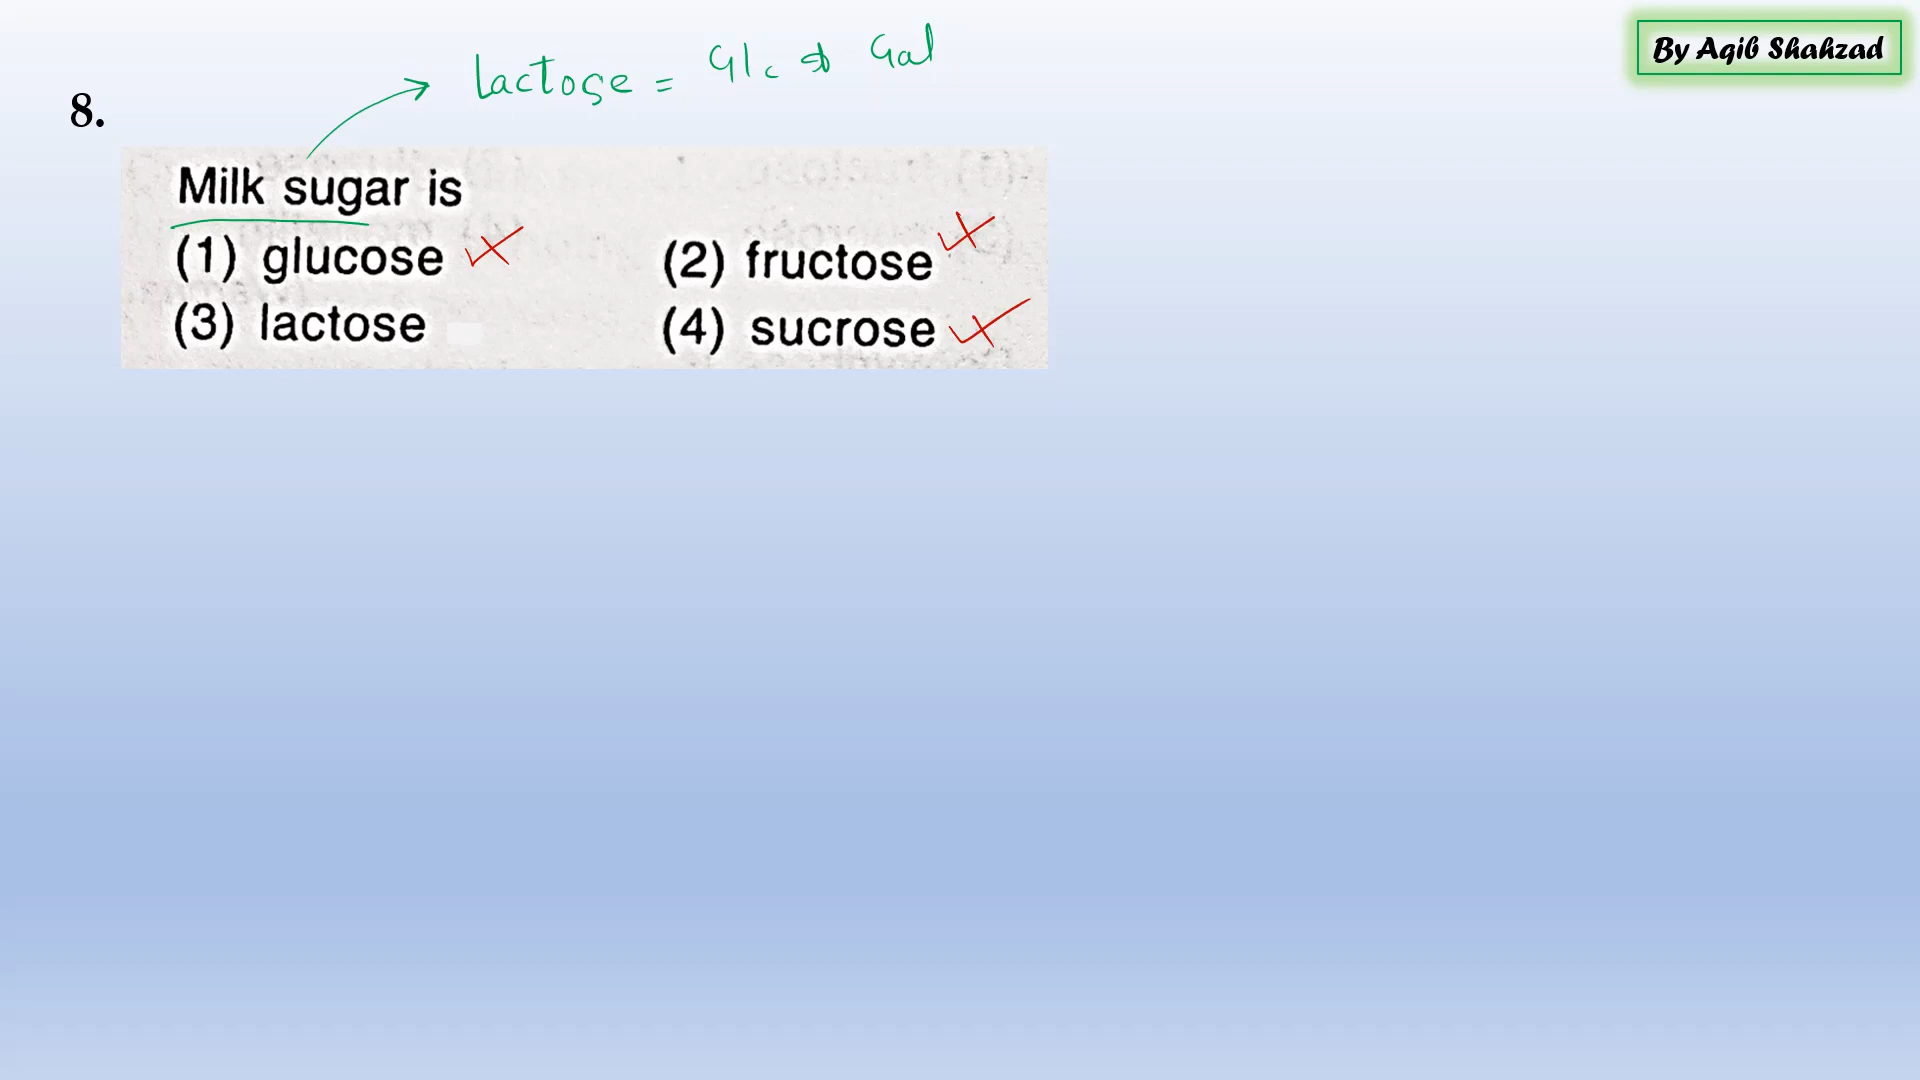 Lactose = Glc & Gal
By Aqib Shahzad
8.
Milk sugar is
(1) glucose
(2) fructose
(3) lactose
(4) sucrose